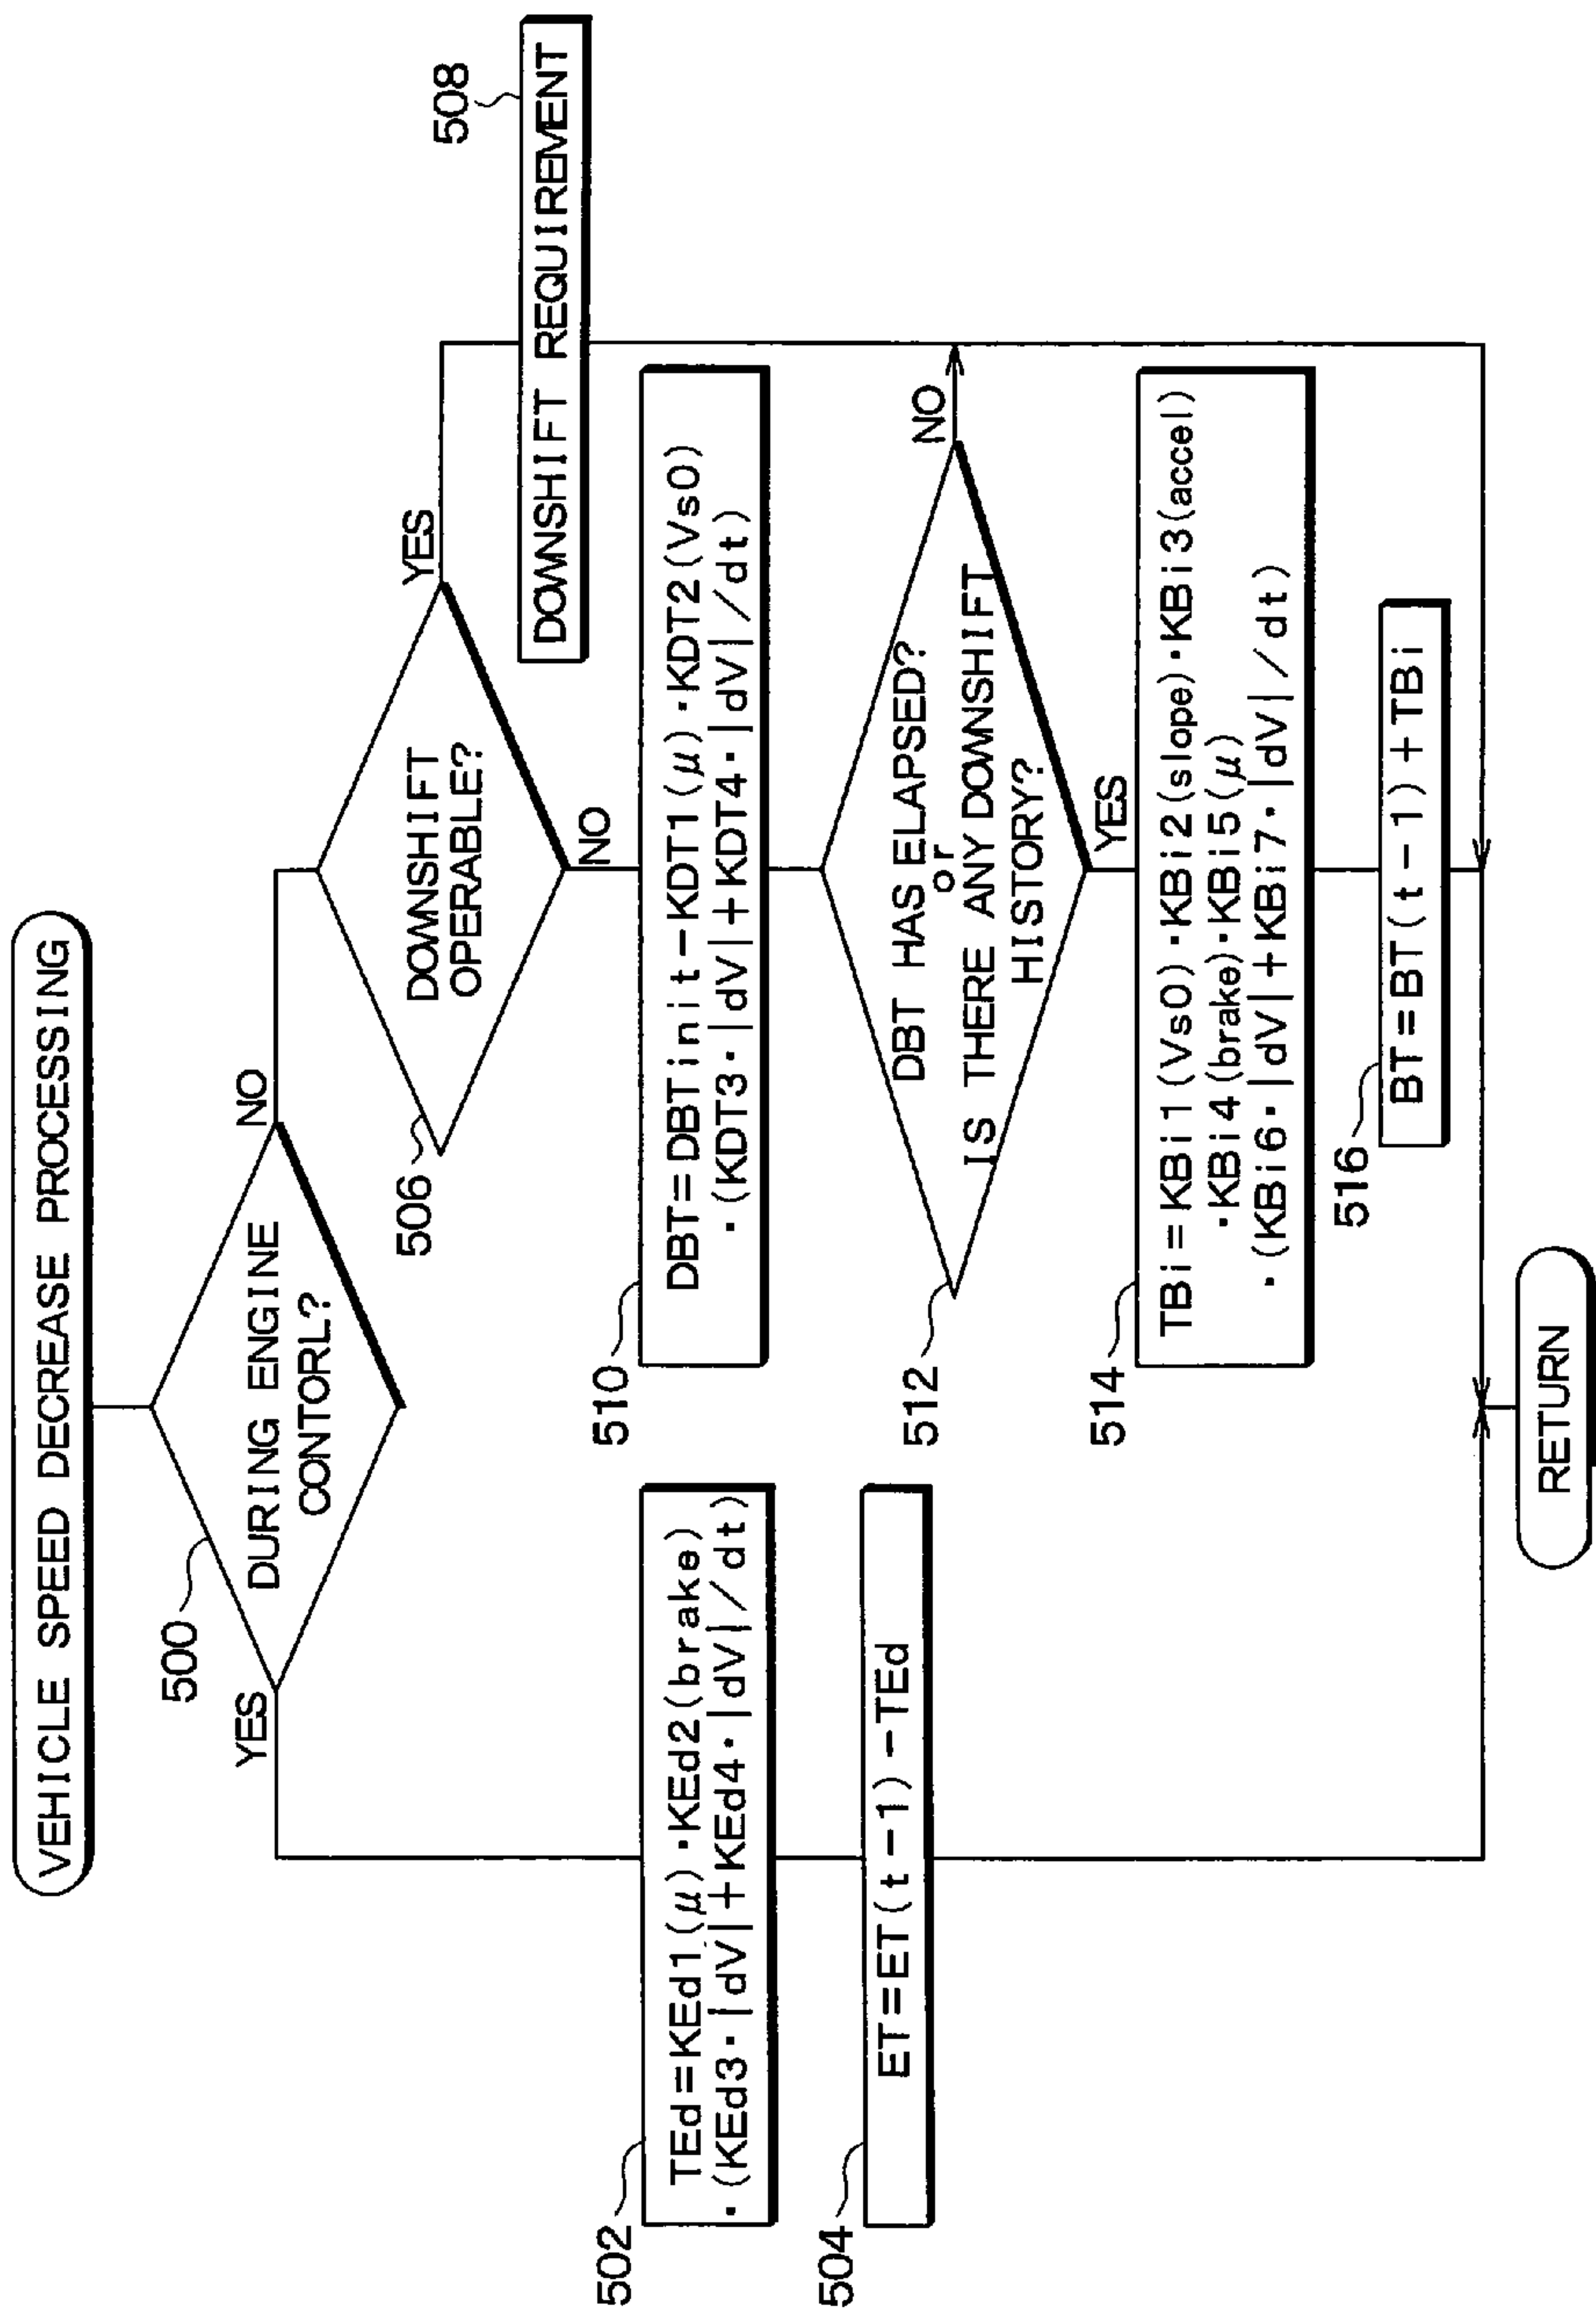 VEHICLE SPEED DECREASE PROCESSING
500
DURING ENGINE
CONTORL?
YES
NO
502
TEd=KEd1(μ)·KEd2(brake)
·(KEd3·|dV|+KEd4·|dV|/dt)
504
ET=ET(t-1)-TEd
506
DOWNSHIFT
OPERABLE?
YES
NO
508
DOWNSHIFT REQUIREMENT
510
DBT=DBTinit-KDT1(μ)·KDT2(Vs0)
·(KDT3·|dV|+KDT4·|dV|/dt)
512
DBT HAS ELAPSED?
or
IS THERE ANY DOWNSHIFT
HISTORY?
NO
YES
514
TBi=KBi1(Vs0)·KBi2(slope)·KBi3(accel)
·KBi4(brake)·KBi5(μ)
·(KBi6·|dV|+KBi7·|dV|/dt)
516
BT=BT(t-1)+TBi
RETURN